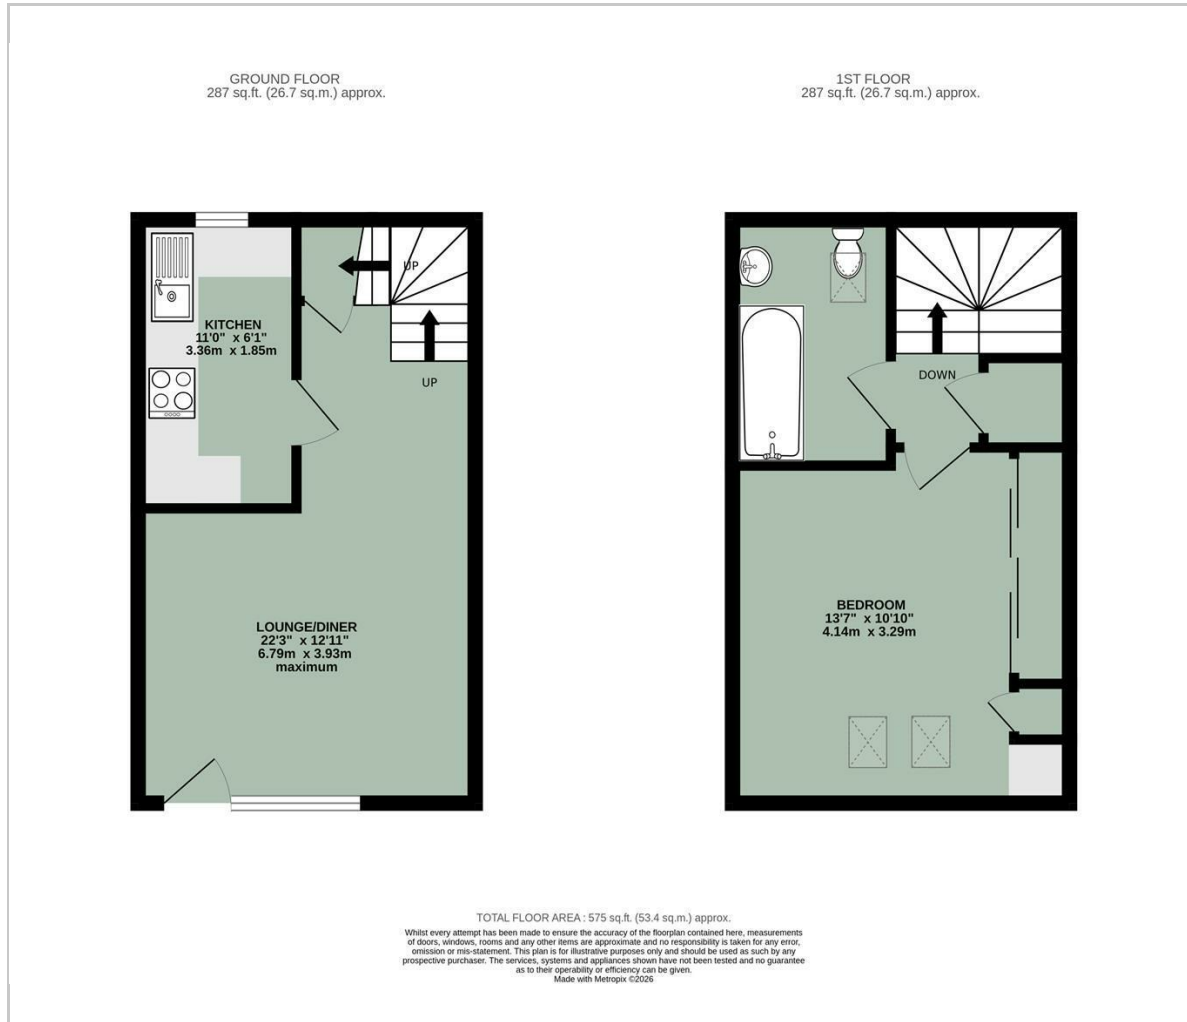 GROUND FLOOR
287 sq.ft. (26.7 sq.m.) approx.
1ST FLOOR
287 sq.ft. (26.7 sq.m.) approx.
UP
UP
KITCHEN
11'0" x 6'1"
3.36m x 1.85m
LOUNGE/DINER
22'3" x 12'11"
6.79m x 3.93m
maximum
DOWN
BEDROOM
13'7" x 10'10"
4.14m x 3.29m
TOTAL FLOOR AREA : 575 sq.ft. (53.4 sq.m.) approx.
Whilst every attempt has been made to ensure the accuracy of the floorplan contained here, measurements
of doors, windows, rooms and any other items are approximate and no responsibility is taken for any error,
omission or mis-statement. This plan is for illustrative purposes only and should be used as such by any
prospective purchaser. The services, systems and appliances shown have not been tested and no guarantee
as to their operability or efficiency can be given.
Made with Metropix ©2026